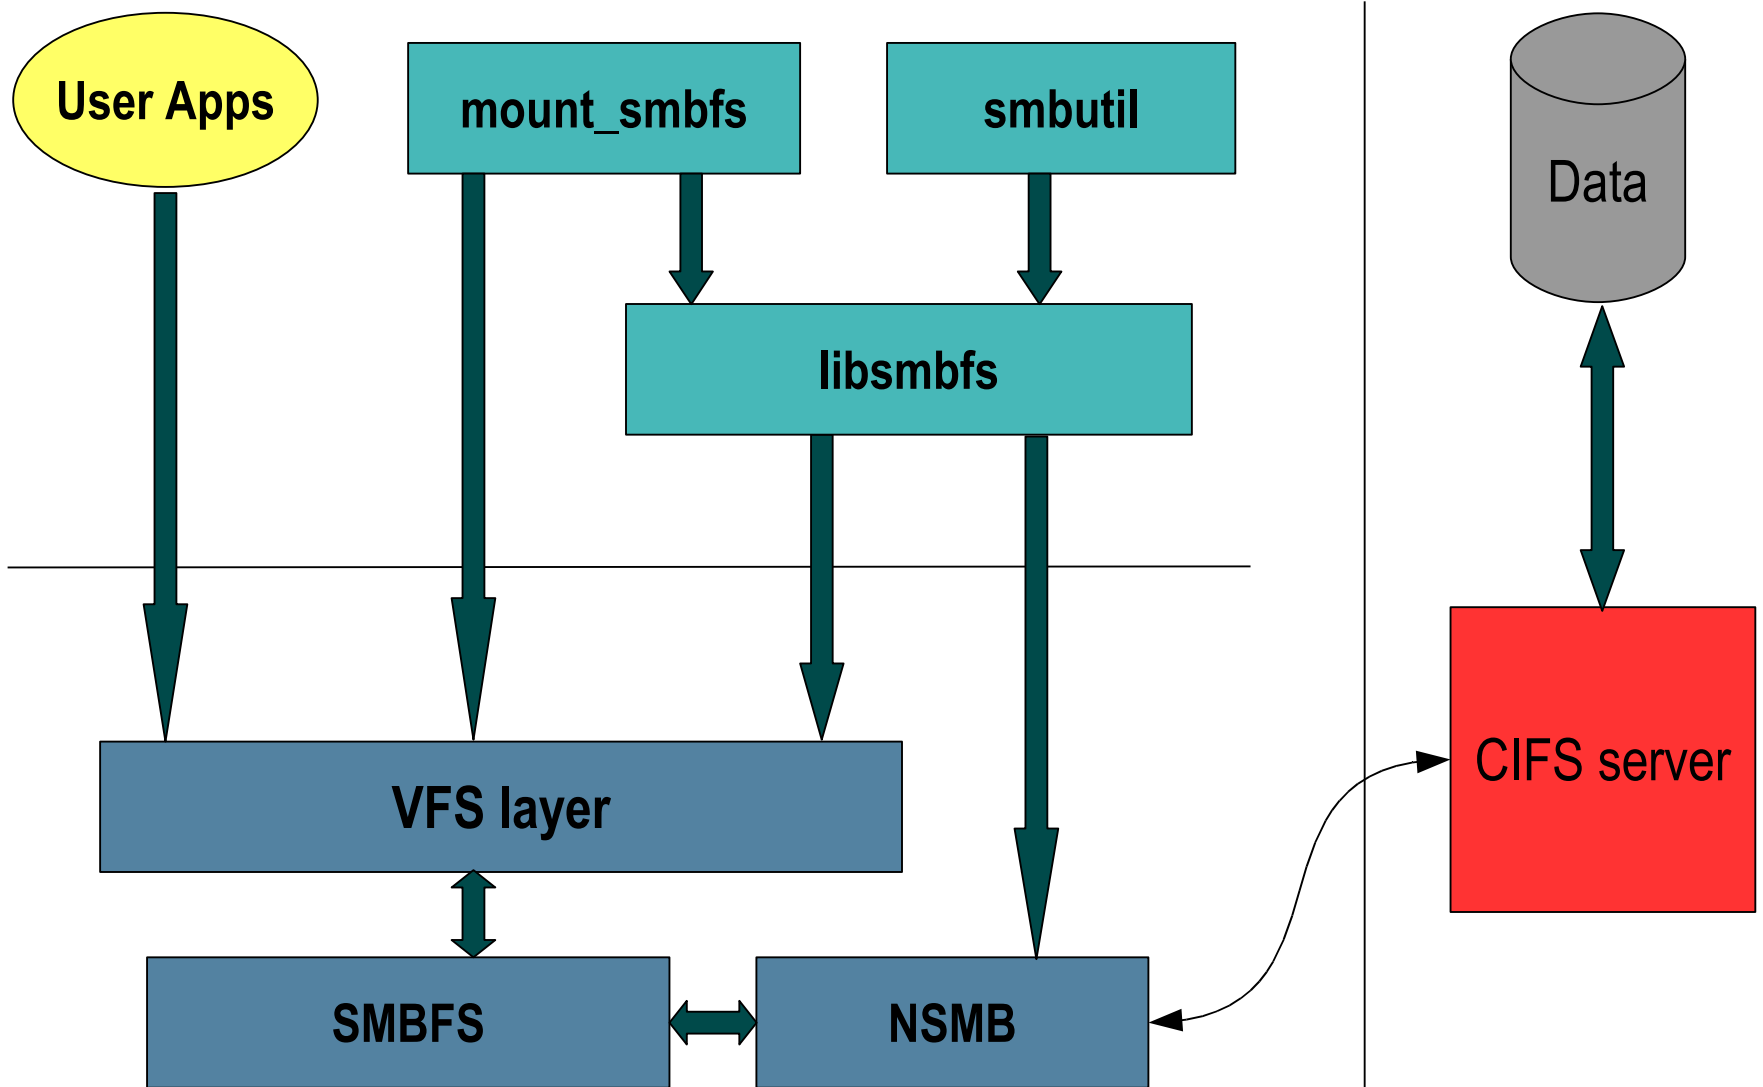 User Apps
mount_smbfs
smbutil
Data
libsmbfs
VFS layer
CIFS server
SMBFS
NSMB